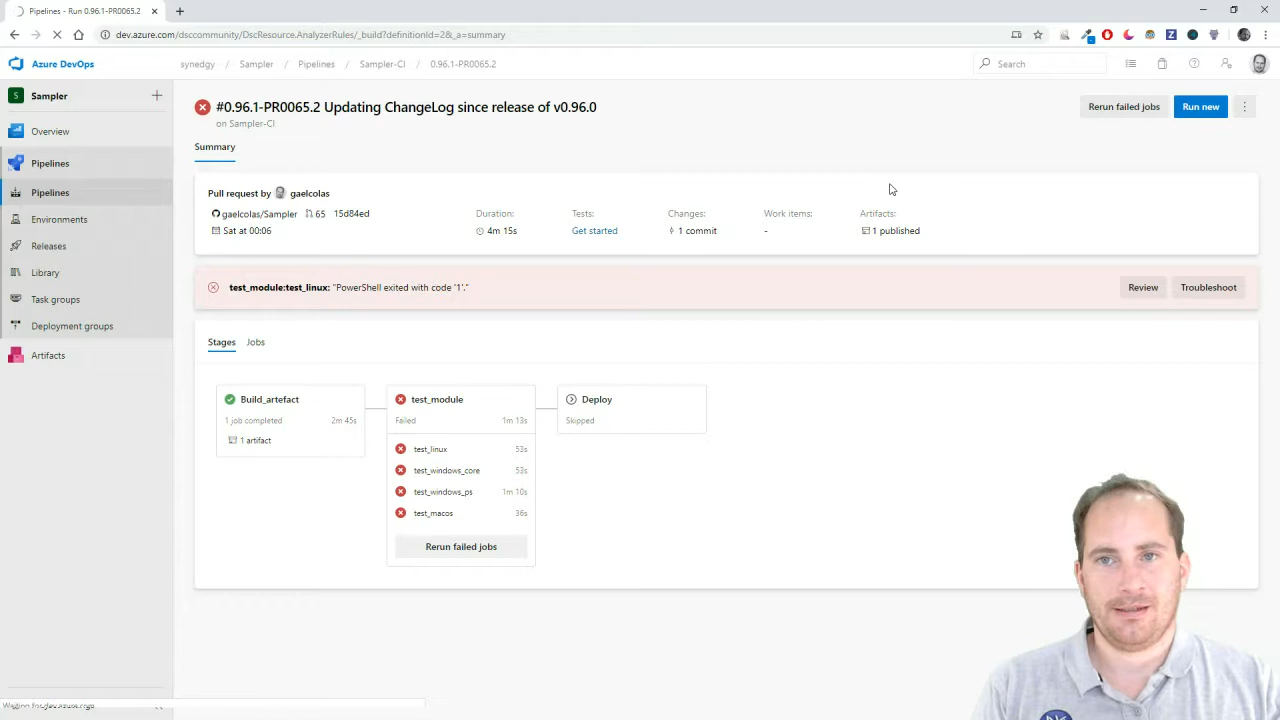 Pipelines - Run 0.96.1-PR0065.2
dev.azure.com/dsccommunity/DscResource.AnalyzerRules/_build?definitionId=2&_a=summary
Azure DevOps
synedgy / Sampler / Pipelines / Sampler-CI / 0.96.1-PR0065.2
Search
S Sampler
Overview
Pipelines
Pipelines
Environments
Releases
Library
Task groups
Deployment groups
Artifacts
#0.96.1-PR0065.2 Updating ChangeLog since release of v0.96.0
on Sampler-CI
Rerun failed jobs
Run new
Summary
Pull request by gaelcolas
gaelcolas/Sampler 65 15d84ed
Sat at 00:06
Duration:
4m 15s
Tests:
Get started
Changes:
1 commit
Work items:
-
Artifacts:
1 published
test_module:test_linux: "PowerShell exited with code '1'."
Review
Troubleshoot
Stages Jobs
Build_artefact
1 job completed 2m 45s
1 artifact
test_module
Failed 1m 13s
test_linux 53s
test_windows_core 53s
test_windows_ps 1m 10s
test_macos 36s
Rerun failed jobs
Deploy
Skipped